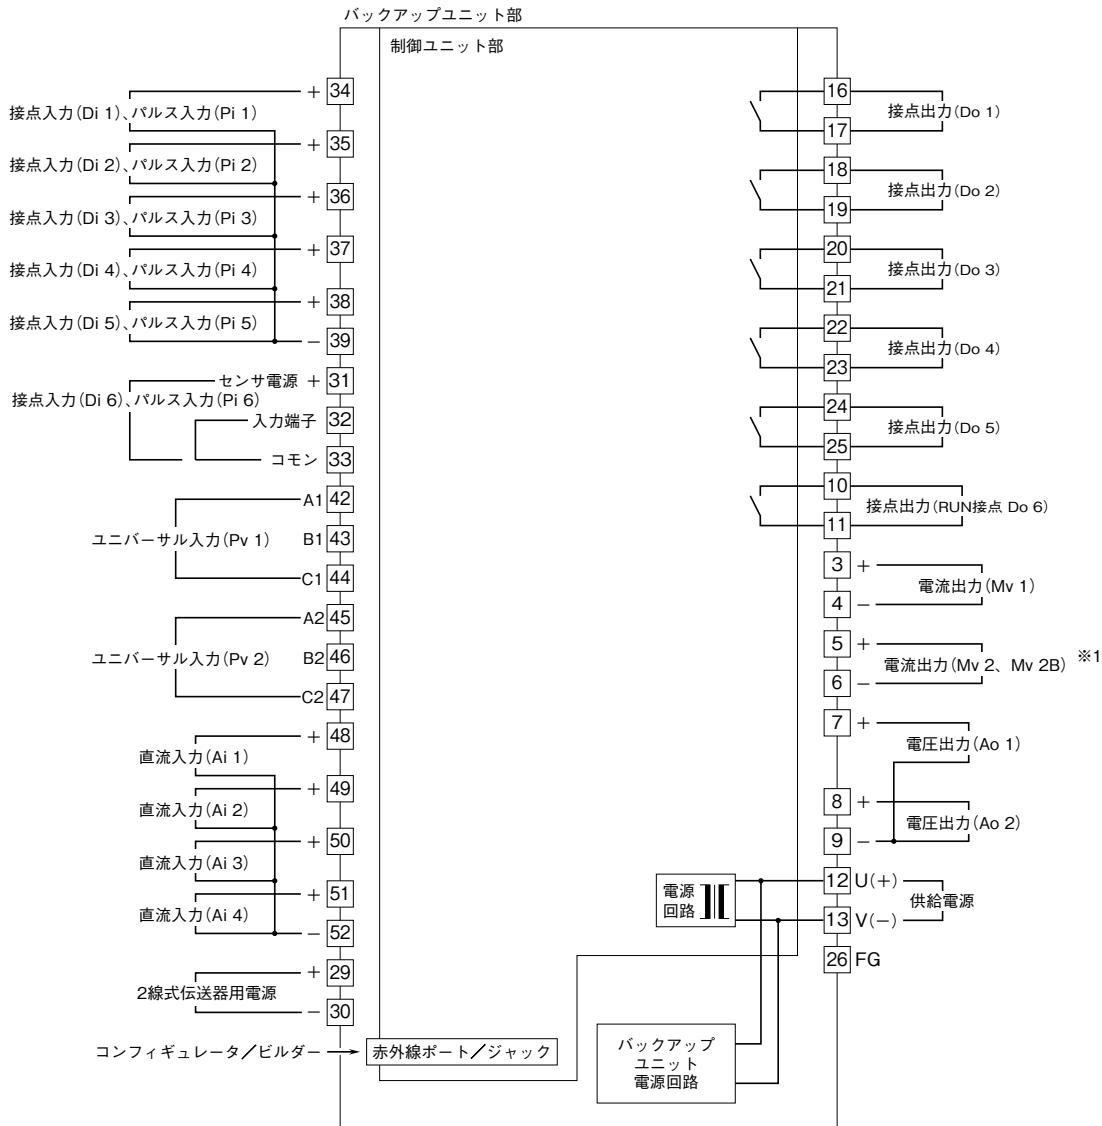 バックアップユニット部
制御ユニット部
接点入力(Di 1)、パルス入力(Pi 1)
+ 34
接点入力(Di 2)、パルス入力(Pi 2)
+ 35
接点入力(Di 3)、パルス入力(Pi 3)
+ 36
接点入力(Di 4)、パルス入力(Pi 4)
+ 37
接点入力(Di 5)、パルス入力(Pi 5)
+ 38
− 39
接点入力(Di 6)、パルス入力(Pi 6)
センサ電源 + 31
入力端子 32
コモン 33
ユニバーサル入力(Pv 1)
A1 42
B1 43
C1 44
ユニバーサル入力(Pv 2)
A2 45
B2 46
C2 47
直流入力(Ai 1)
+ 48
直流入力(Ai 2)
+ 49
直流入力(Ai 3)
+ 50
直流入力(Ai 4)
+ 51
− 52
2線式伝送器用電源
+ 29
− 30
コンフィギュレータ/ビルダー
赤外線ポート/ジャック
16
17
接点出力(Do 1)
18
19
接点出力(Do 2)
20
21
接点出力(Do 3)
22
23
接点出力(Do 4)
24
25
接点出力(Do 5)
10
11
接点出力(RUN接点 Do 6)
3 +
4 −
電流出力(Mv 1)
5 +
6 −
電流出力(Mv 2、Mv 2B) ※1
7 +
電圧出力(Ao 1)
8 +
9 −
電圧出力(Ao 2)
電源
回路
12 U(+)
13 V(−)
供給電源
26 FG
バックアップ
ユニット
電源回路